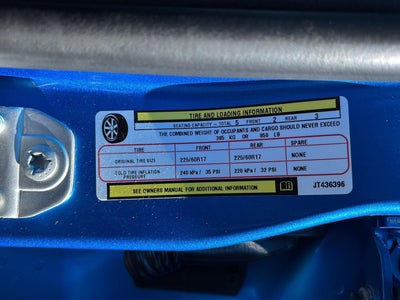 TIRE AND LOADING INFORMATION
SEATING CAPACITY - TOTAL 5 FRONT 2 REAR 3
THE COMBINED WEIGHT OF OCCUPANTS AND CARGO SHOULD NEVER EXCEED
385 KG OR 850 LB
TIRE FRONT REAR SPARE
ORIGINAL TIRE SIZE 225/60R17 225/60R17 NONE
COLD TIRE INFLATION PRESSURE 240 kPa/ 35 PSI 220 kPa/ 32 PSI NONE
SEE OWNERS MANUAL FOR ADDITIONAL INFORMATION
JT436396